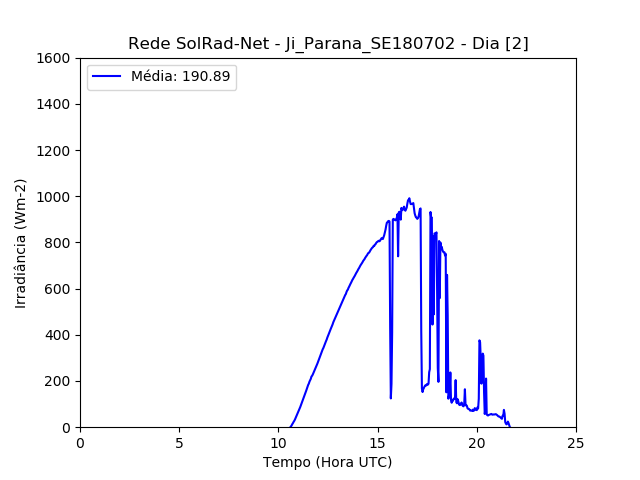 Rede SolRad-Net - Ji_Parana_SE180702 - Dia [2]
Média: 190.89
1600
1400
1200
1000
800
600
400
200
0
Irradiância (Wm-2)
0 5 10 15 20 25
Tempo (Hora UTC)